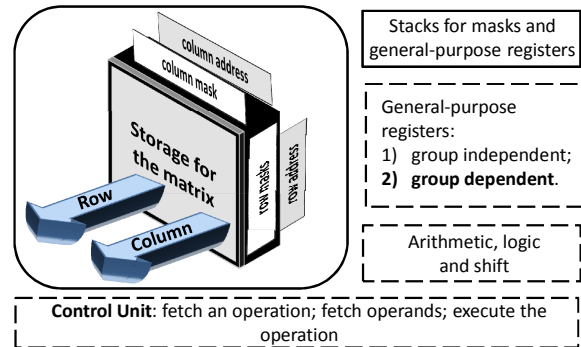 column address
column mask
Storage for
the matrix
row masks
row address
Row
Column
Stacks for masks and
general-purpose registers
General-purpose
registers:
1) group independent;
2) group dependent.
Arithmetic, logic
and shift
Control Unit: fetch an operation; fetch operands; execute the
operation